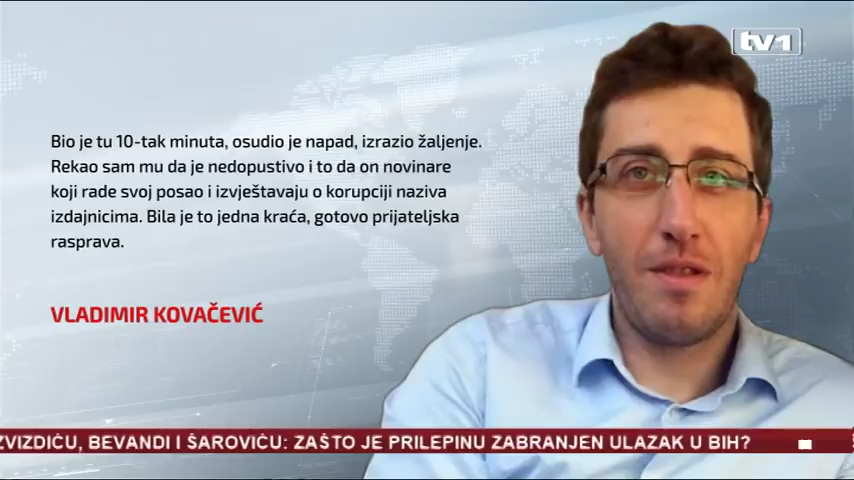 tv1
Bio je tu 10-tak minuta, osudio je napad, izrazio žaljenje.
Rekao sam mu da je nedopustivo i to da on novinare
koji rade svoj posao i izvještavaju o korupciji naziva
izdajnicima. Bila je to jedna kraća, gotovo prijateljska
rasprava.
VLADIMIR KOVAČEVIĆ
ZVIZDIĆU, BEVANDI I ŠAROVIĆU: ZAŠTO JE PRILEPINU ZABRANJEN ULAZAK U BIH?